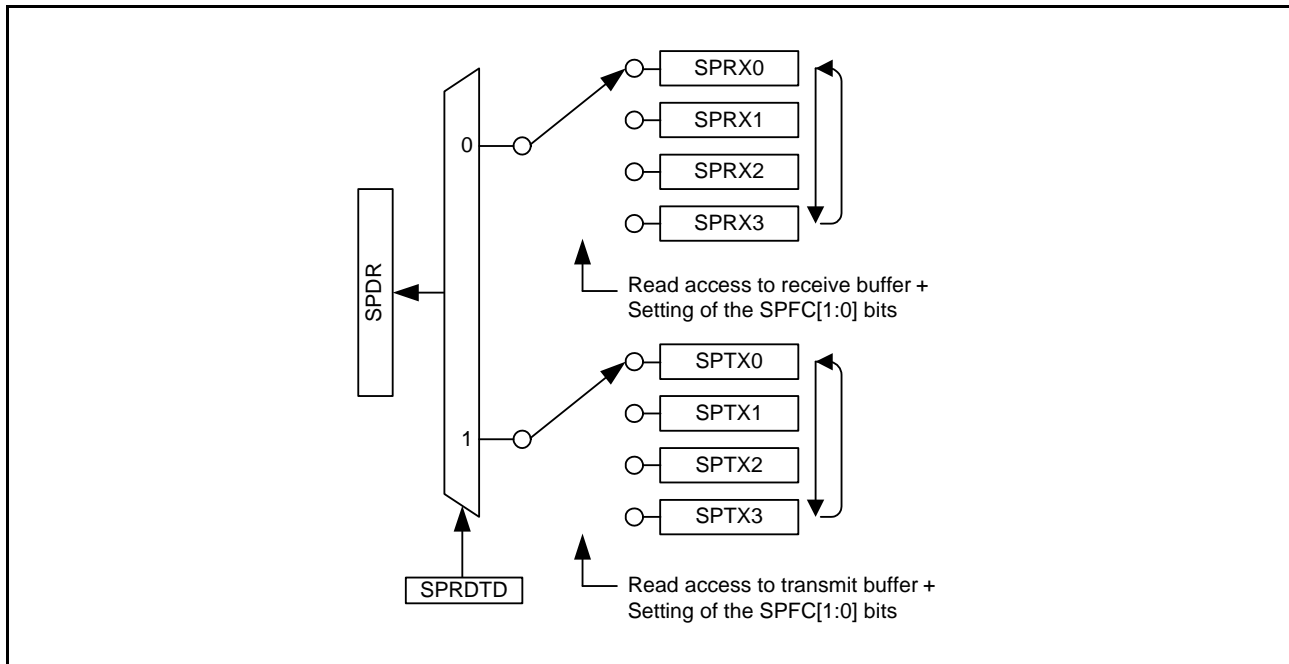 SPRX0
0
SPRX1
SPRX2
SPRX3
SPDR
Read access to receive buffer +
Setting of the SPFC[1:0] bits
SPTX0
SPTX1
1
SPTX2
SPTX3
SPRDTD
Read access to transmit buffer +
Setting of the SPFC[1:0] bits